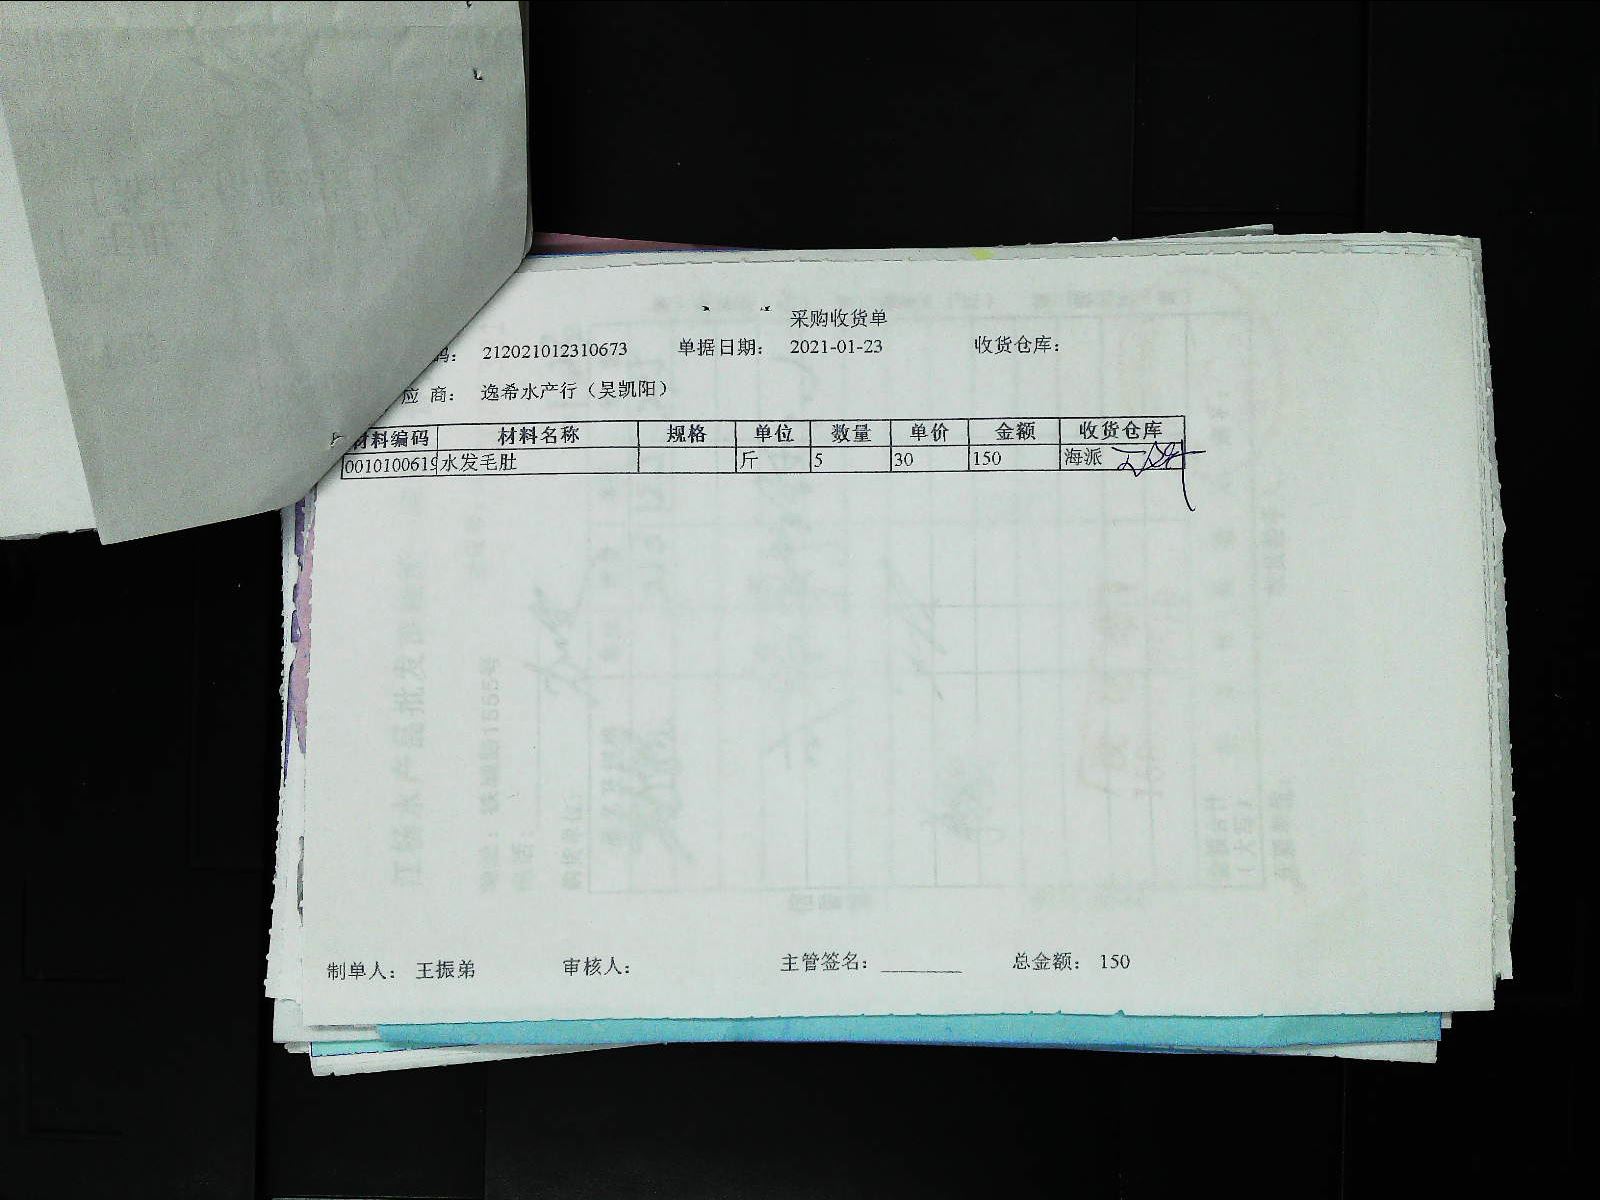 采购收货单
码： 212021012310673 单据日期： 2021-01-23 收货仓库：
应 商： 逸希水产行（吴凯阳）
材料编码 材料名称 规格 单位 数量 单价 金额 收货仓库
0010100619 水发毛肚 斤 5 30 150 海派
制单人： 王振弟 审核人： 主管签名： 总金额： 150